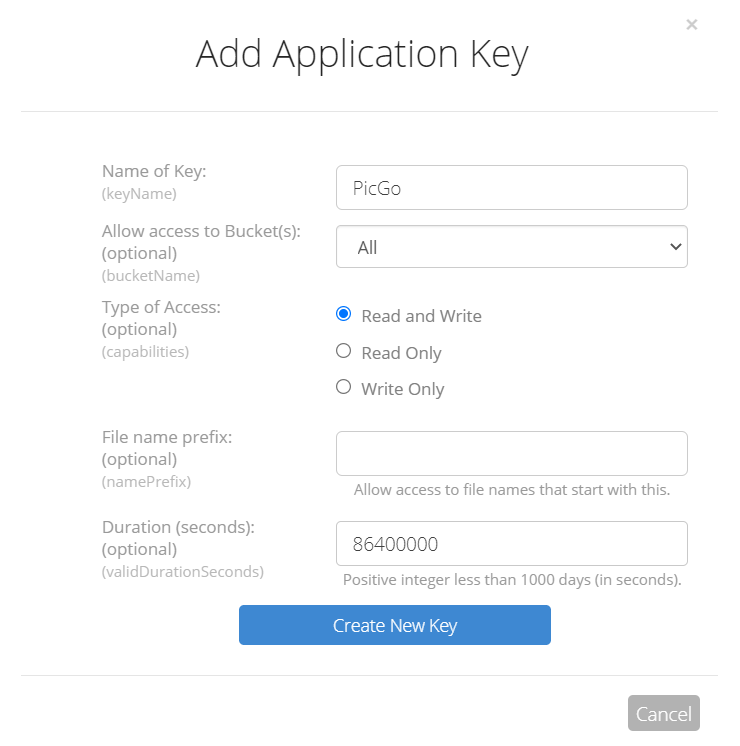 ×
Add Application Key
Name of Key:
(keyName)
PicGo
Allow access to Bucket(s):
(optional)
(bucketName)
All
Type of Access:
(optional)
(capabilities)
Read and Write
Read Only
Write Only
File name prefix:
(optional)
(namePrefix)
Allow access to file names that start with this.
Duration (seconds):
(optional)
(validDurationSeconds)
86400000
Positive integer less than 1000 days (in seconds).
Create New Key
Cancel